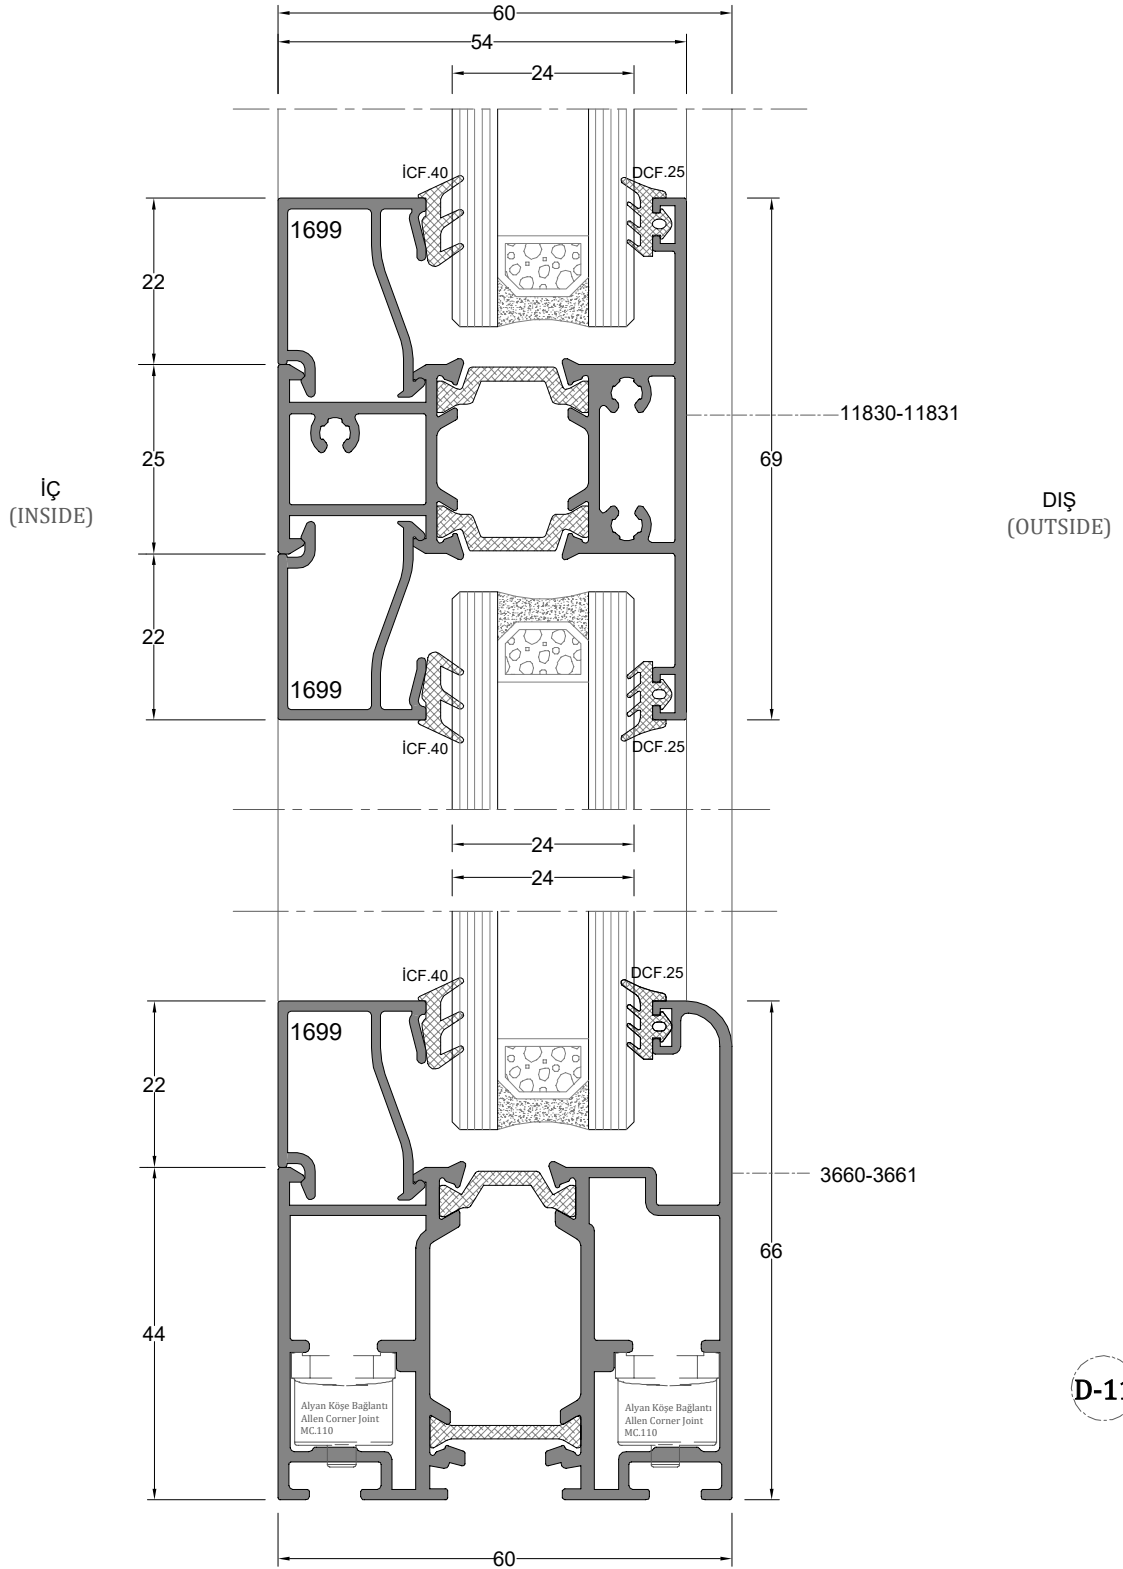 60
54
24
İCF.40
DCF.25
1699
22
11830-11831
25
69
İÇ
(INSIDE)
DIŞ
(OUTSIDE)
22
1699
İCF.40
DCF.25
24
24
İCF.40
DCF.25
1699
22
3660-3661
66
44
Alyan Köşe Bağlantı
Allen Corner Joint
MC.110
Alyan Köşe Bağlantı
Allen Corner Joint
MC.110
60